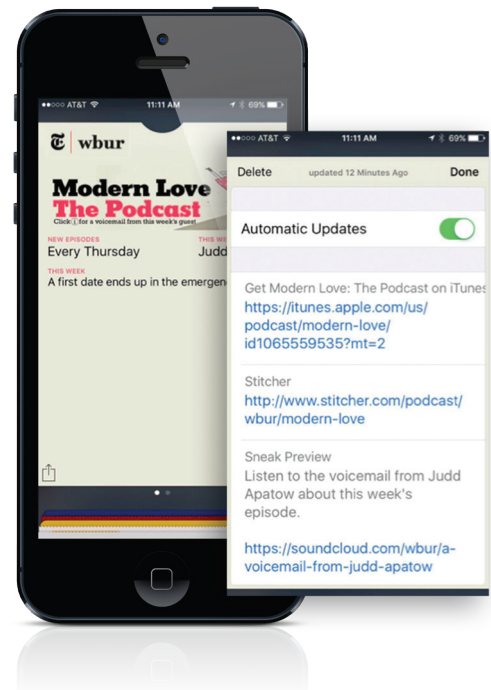 ●●○○○ AT&T 11:11 AM 69%
T wbur
Modern Love
The Podcast
Click i for a voicemail from this week's guest
NEW EPISODES THIS WE
Every Thursday Judd
THIS WEEK
A first date ends up in the emergen
●●○○○ AT&T 11:11 AM 69%
Delete updated 12 Minutes Ago Done
Automatic Updates
Get Modern Love: The Podcast on iTunes
https://itunes.apple.com/us/
podcast/modern-love/
id1065559535?mt=2
Stitcher
http://www.stitcher.com/podcast/
wbur/modern-love
Sneak Preview
Listen to the voicemail from Judd
Apatow about this week's
episode.
https://soundcloud.com/wbur/a-
voicemail-from-judd-apatow